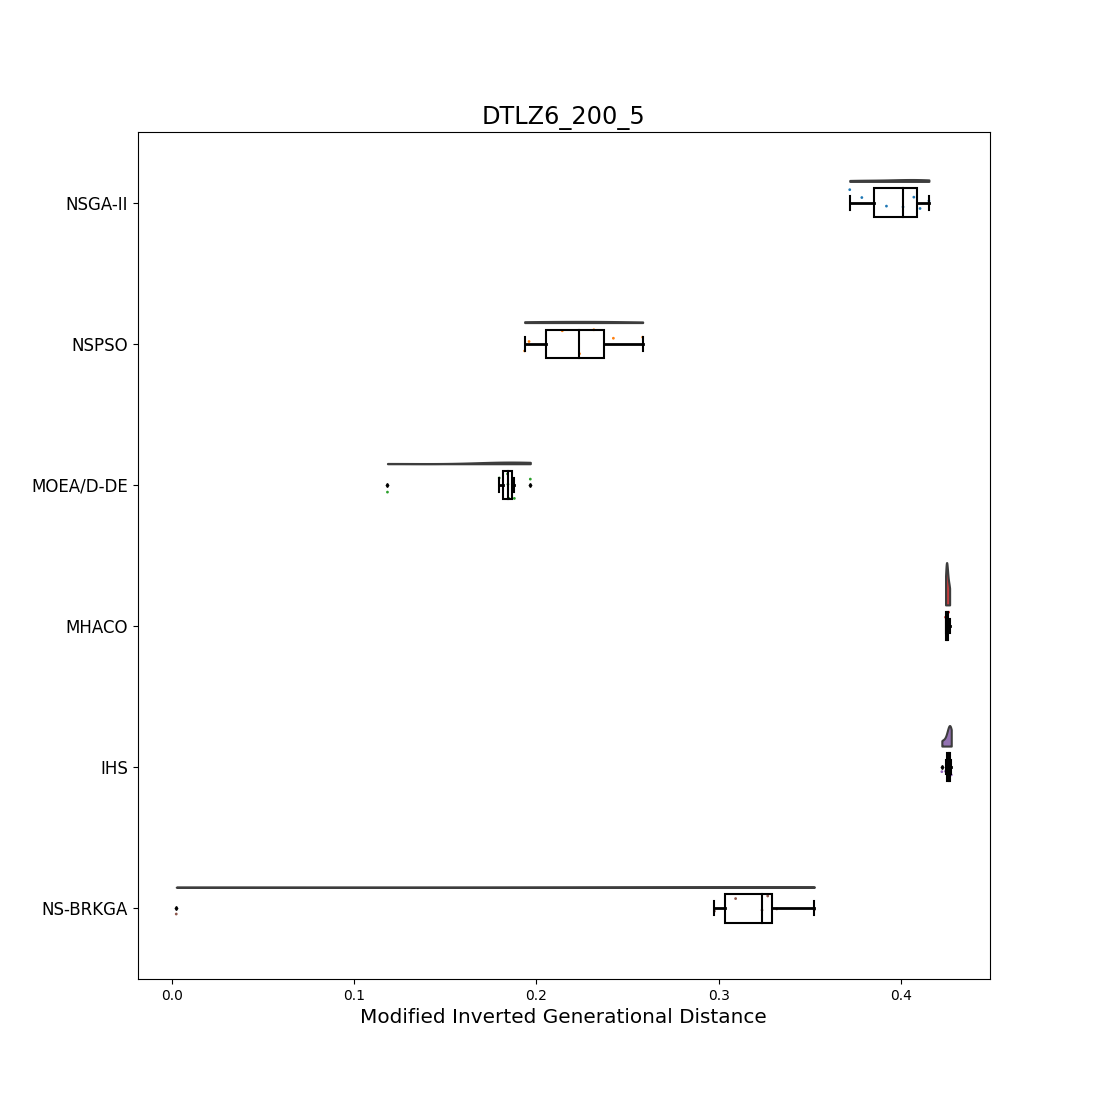 DTLZ6_200_5
NSGA-II
NSPSO
MOEA/D-DE
MHACO
IHS
NS-BRKGA
0.0 0.1 0.2 0.3 0.4
Modified Inverted Generational Distance